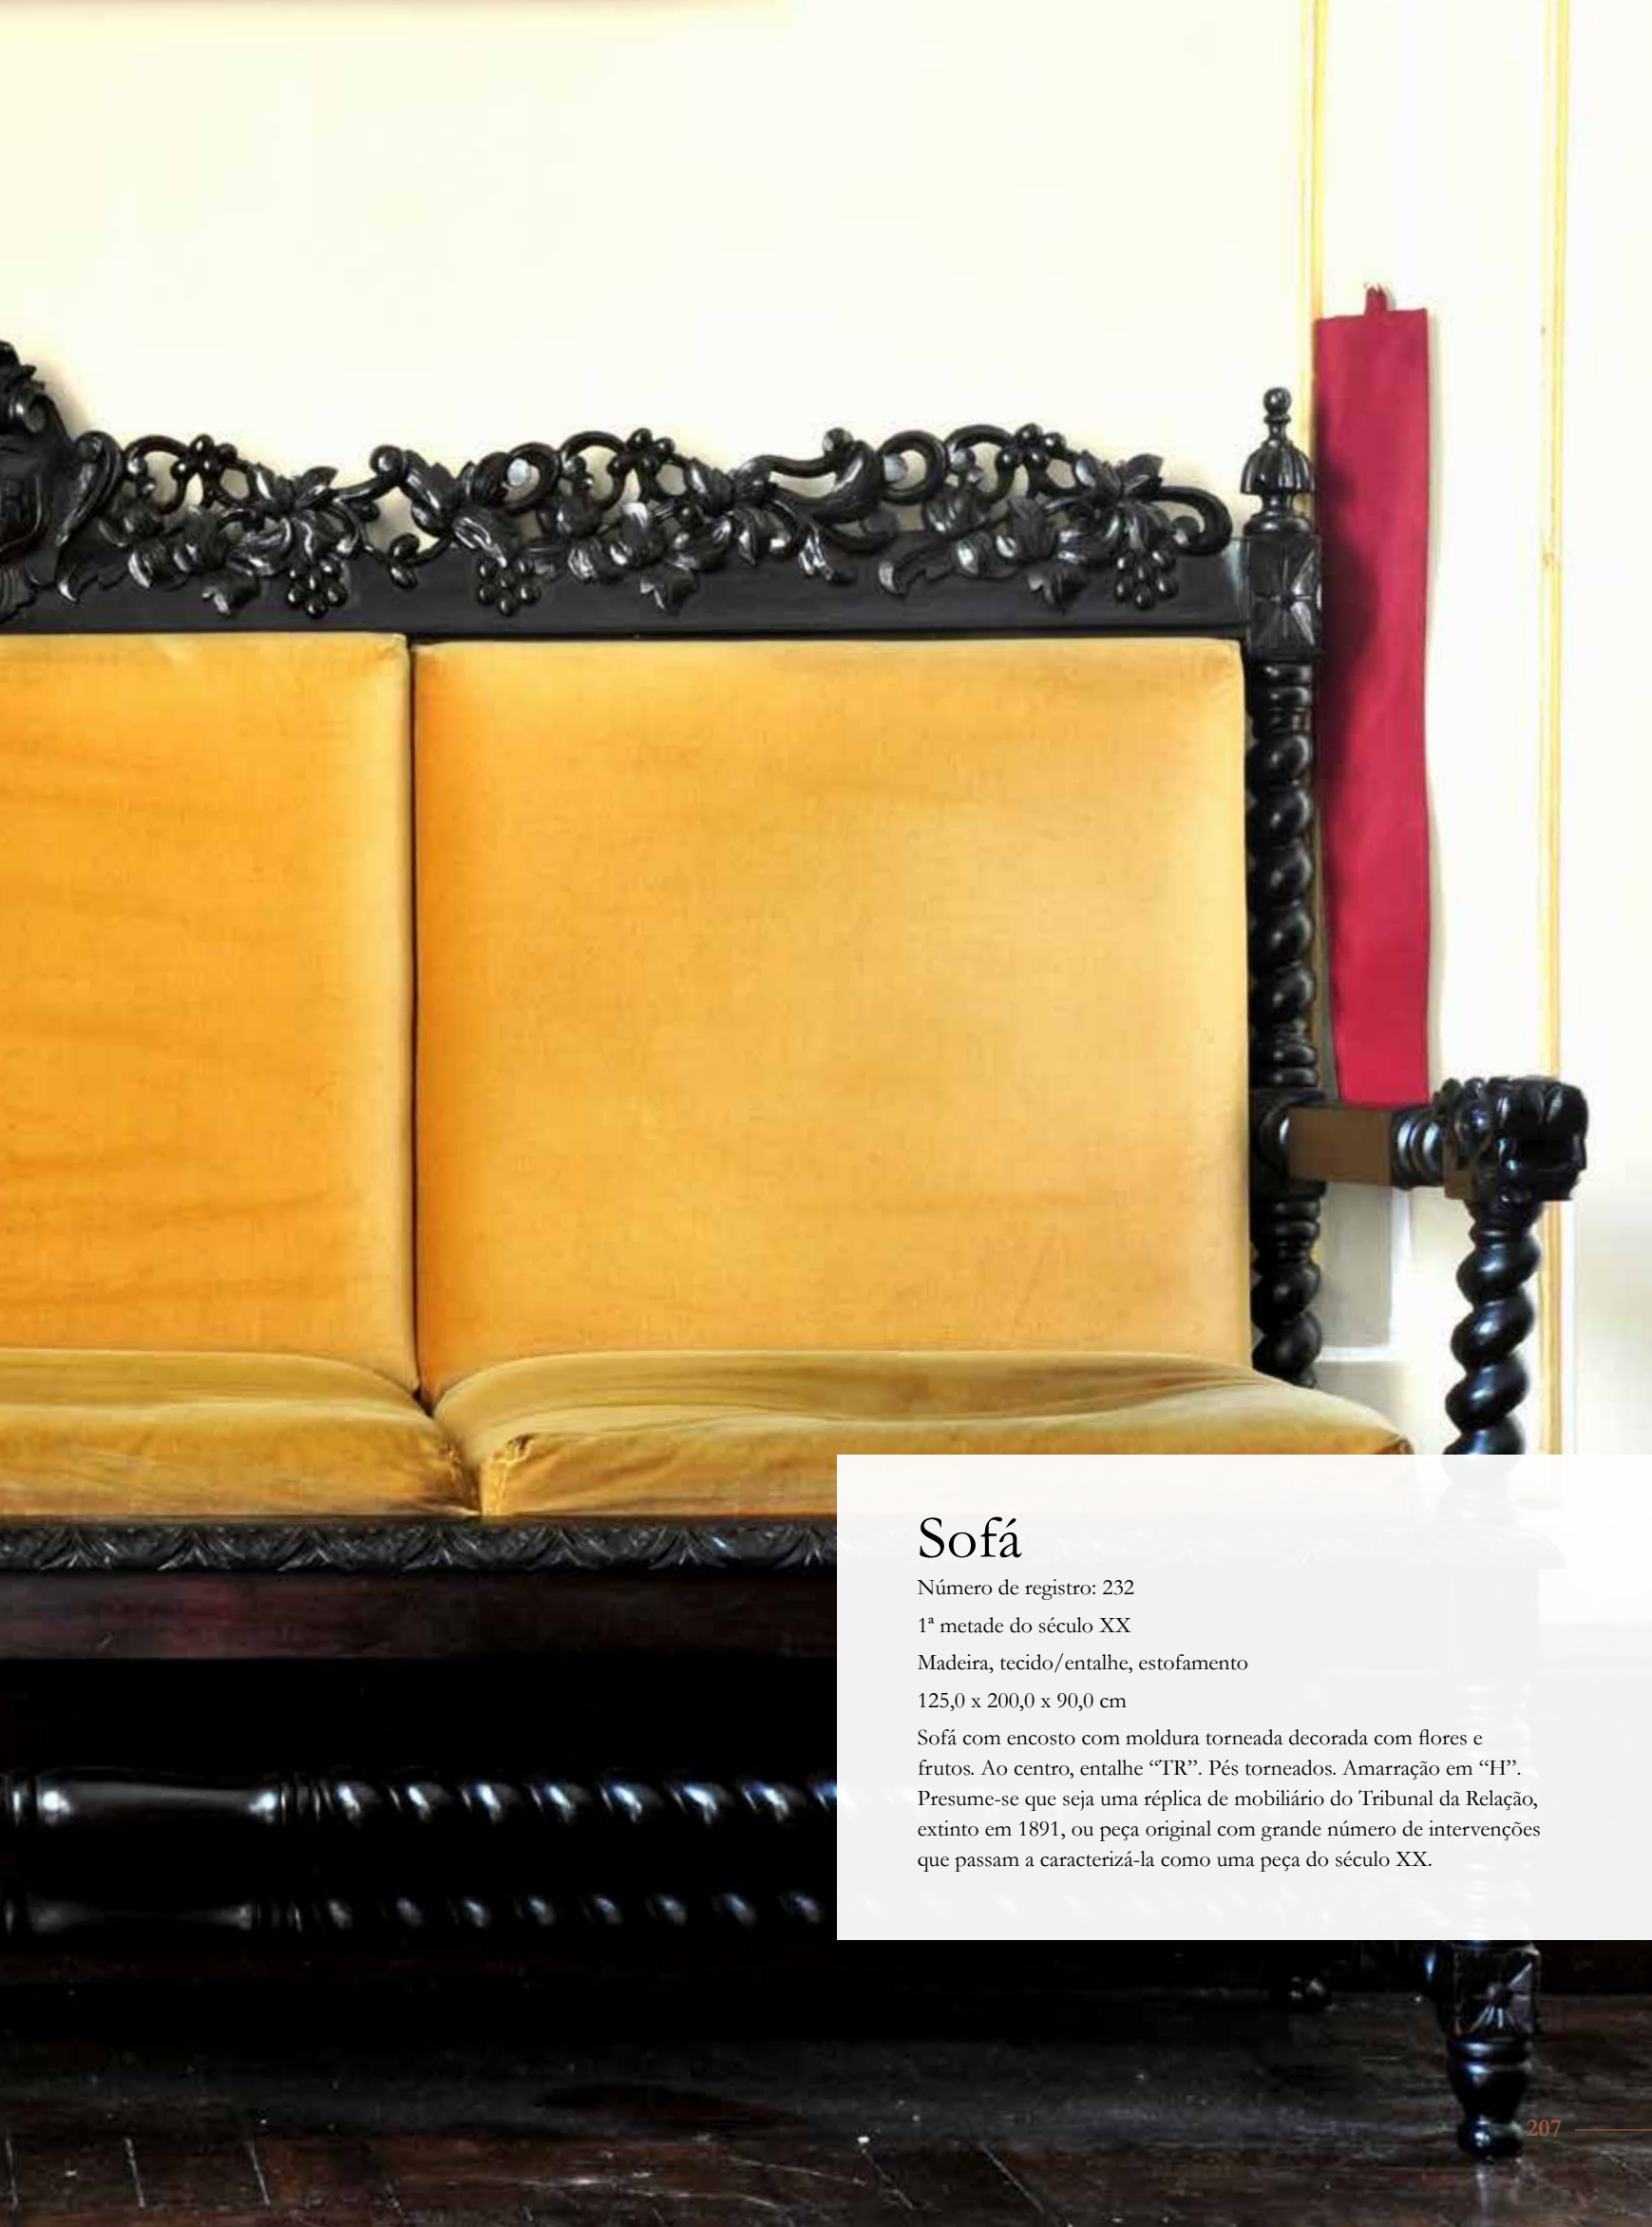 Sofá
Número de registro: 232
1ª metade do século XX
Madeira, tecido/entalhe, estofamento
125,0 x 200,0 x 90,0 cm
Sofá com encosto com moldura torneada decorada com flores e
frutos. Ao centro, entalhe “TR”. Pés torneados. Amarração em “H”.
Presume-se que seja uma réplica de mobiliário do Tribunal da Relação,
extinto em 1891, ou peça original com grande número de intervenções
que passam a caracterizá-la como uma peça do século XX.
207